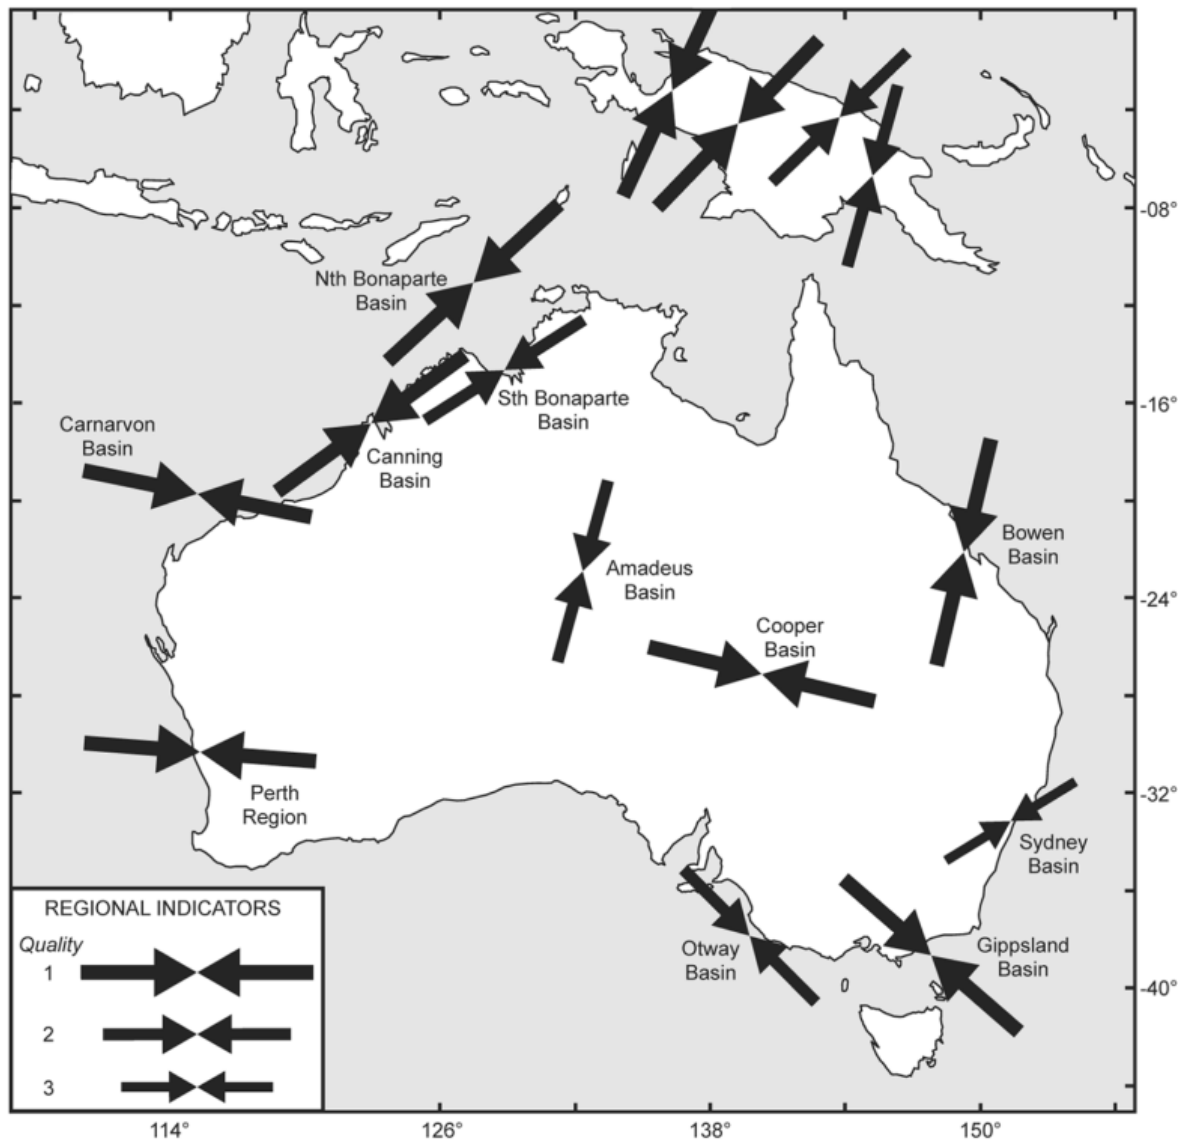 -08°
Nth Bonaparte
Basin
Sth Bonaparte
Basin
-16°
Carnarvon
Basin
Canning
Basin
Bowen
Basin
Amadeus
Basin
-24°
Cooper
Basin
Perth
Region
-32°
Sydney
Basin
Otway
Basin
Gippsland
Basin
-40°
REGIONAL INDICATORS
Quality
1
2
3
114°
126°
138°
150°